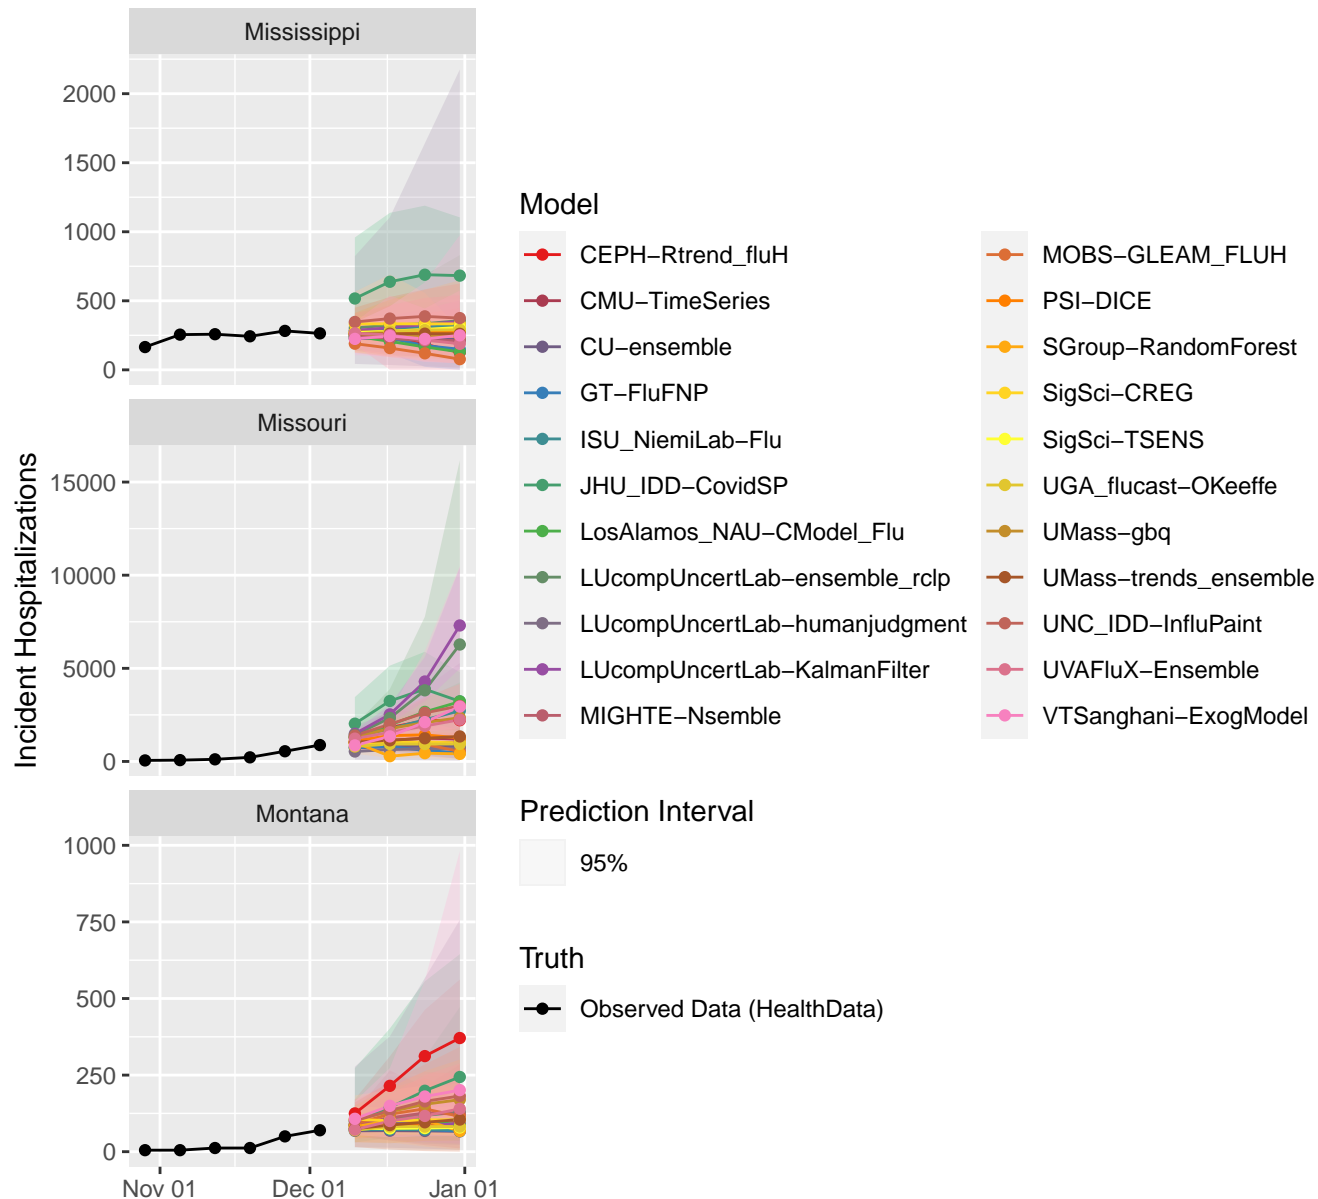 Mississippi
2000
1500
1000
500
0
Missouri
15000
10000
5000
0
Montana
1000
750
500
250
0
Nov 01
Dec 01
Jan 01
Incident Hospitalizations
Model
CEPH−Rtrend_fluH
CMU−TimeSeries
CU−ensemble
GT−FluFNP
ISU_NiemiLab−Flu
JHU_IDD−CovidSP
LosAlamos_NAU−CModel_Flu
LUcompUncertLab−ensemble_rclp
LUcompUncertLab−humanjudgment
LUcompUncertLab−KalmanFilter
MIGHTE−Nsemble
MOBS−GLEAM_FLUH
PSI−DICE
SGroup−RandomForest
SigSci−CREG
SigSci−TSENS
UGA_flucast−OKeeffe
UMass−gbq
UMass−trends_ensemble
UNC_IDD−InfluPaint
UVAFluX−Ensemble
VTSanghani−ExogModel
Prediction Interval
95%
Truth
Observed Data (HealthData)